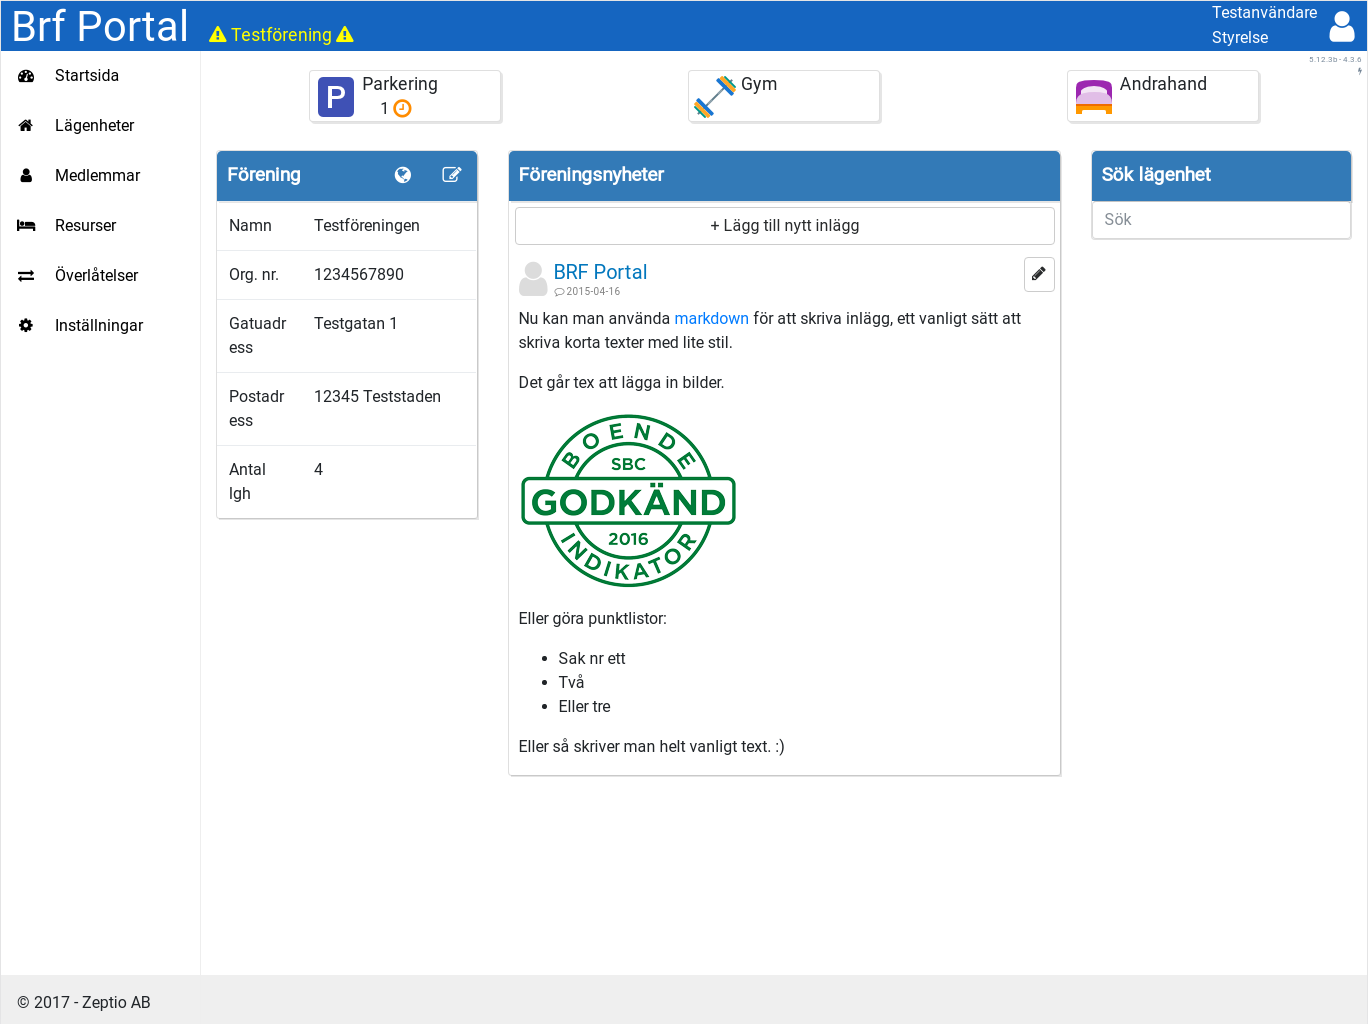 Brf Portal
Testförening
Testanvändare
Styrelse
5.12.3b - 4.3.6
Startsida
Lägenheter
Medlemmar
Resurser
Överlåtelser
Inställningar
P
Parkering
1
Gym
Andrahand
Förening
Namn Testföreningen
Org. nr. 1234567890
Gatuadr
ess
Testgatan 1
Postadr
ess
12345 Teststaden
Antal
lgh
4
Föreningsnyheter
+ Lägg till nytt inlägg
BRF Portal
2015-04-16
Nu kan man använda markdown för att skriva inlägg, ett vanligt sätt att
skriva korta texter med lite stil.
Det går tex att lägga in bilder.
BOENDE
SBC
GODKÄND
2016
INDIKATOR
Eller göra punktlistor:
• Sak nr ett
• Två
• Eller tre
Eller så skriver man helt vanligt text. :)
Sök lägenhet
Sök
© 2017 - Zeptio AB